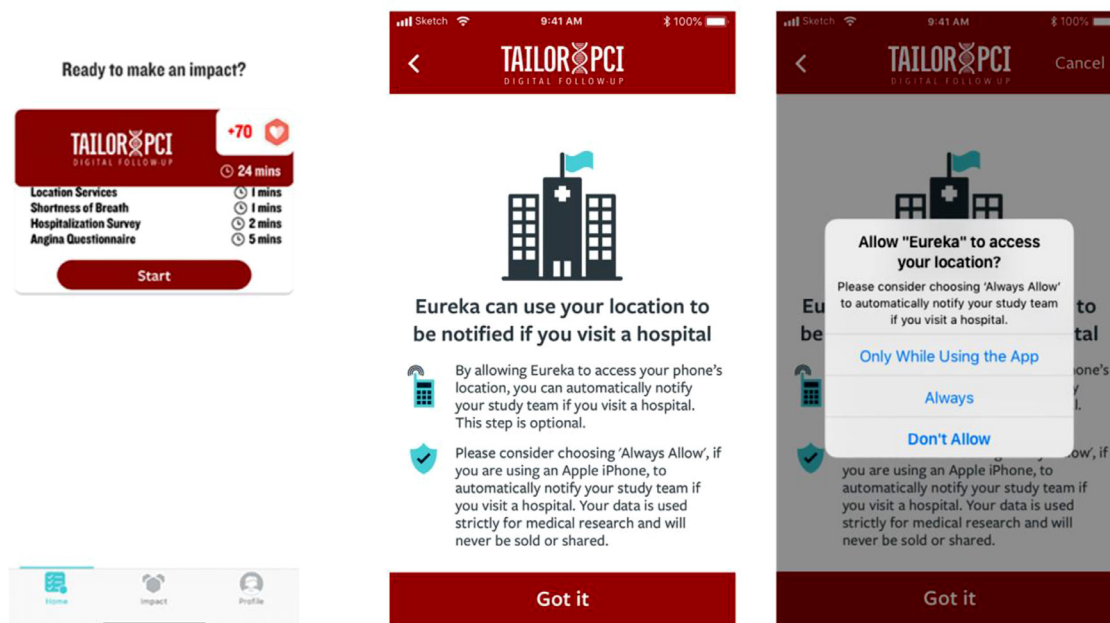 Ready to make an impact?
TAILOR PCI
DIGITAL FOLLOW-UP
+70
24 mins
Location Services 1 mins
Shortness of Breath 1 mins
Hospitalization Survey 2 mins
Angina Questionnaire 5 mins
Start
Home Impact Profile
Sketch 9:41 AM 100%
TAILOR PCI
DIGITAL FOLLOW-UP
Eureka can use your location to
be notified if you visit a hospital
By allowing Eureka to access your phone's
location, you can automatically notify
your study team if you visit a hospital.
This step is optional.
Please consider choosing 'Always Allow', if
you are using an Apple iPhone, to
automatically notify your study team if
you visit a hospital. Your data is used
strictly for medical research and will
never be sold or shared.
Got it
Sketch 9:41 AM 100%
TAILOR PCI Cancel
DIGITAL FOLLOW-UP
Allow "Eureka" to access
your location?
Please consider choosing 'Always Allow'
to automatically notify your study team
if you visit a hospital.
Only While Using the App
Always
Don't Allow
Eu to
be tal
one's
y
l.
ow', if
you are using an Apple iPhone, to
automatically notify your study team if
you visit a hospital. Your data is used
strictly for medical research and will
never be sold or shared.
Got it